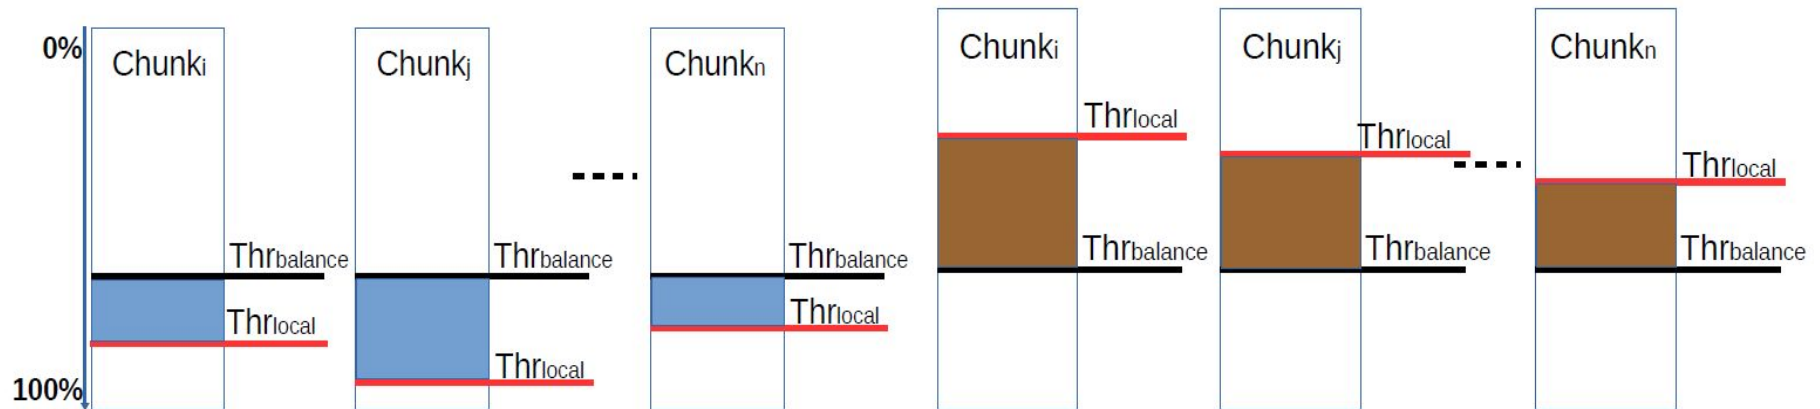 0%
Chunki
Chunkj
Chunkn
Chunki
Chunkj
Chunkn
Thrlocal
Thrlocal
Thrlocal
Thrbalance
Thrbalance
Thrbalance
Thrbalance
Thrbalance
Thrbalance
Thrlocal
Thrlocal
Thrlocal
100%